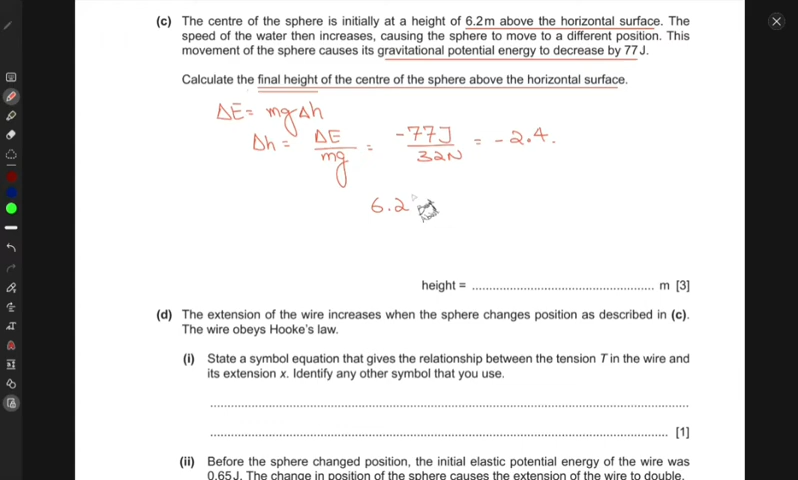 (c) The centre of the sphere is initially at a height of 6.2 m above the horizontal surface. The
speed of the water then increases, causing the sphere to move to a different position. This
movement of the sphere causes its gravitational potential energy to decrease by 77 J.
Calculate the final height of the centre of the sphere above the horizontal surface.
ΔE = mgΔh
Δh = ΔE/mg = -77J/32N = -2.4.
6.2
height = ........................................................ m [3]
(d) The extension of the wire increases when the sphere changes position as described in (c).
The wire obeys Hooke's law.
(i) State a symbol equation that gives the relationship between the tension T in the wire and
its extension x. Identify any other symbol that you use.
[1]
(ii) Before the sphere changed position, the initial elastic potential energy of the wire was
0.65 J. The change in position of the sphere causes the extension of the wire to double.